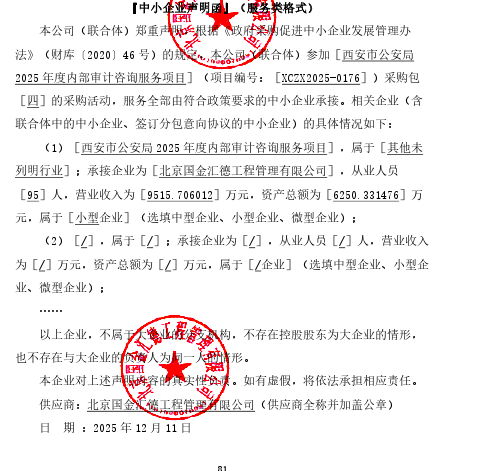 『中小企业声明函』(服务类格式)
本公司(联合体)郑重声明,根据《政府采购促进中小企业发展管理办
法》(财库〔2020〕46号)的规定,本公司(联合体)参加[西安市公安局
2025年度内部审计咨询服务项目](项目编号:[XCZX2025-0176])采购包
[四]的采购活动,服务全部由符合政策要求的中小企业承接。相关企业(含
联合体中的中小企业、签订分包意向协议的中小企业)的具体情况如下:
(1)[西安市公安局2025年度内部审计咨询服务项目],属于[其他未
列明行业];承接企业为[北京国金汇德工程管理有限公司],从业人员
[95]人,营业收入为[9515.706012]万元,资产总额为[6250.331476]万
元,属于[小型企业](选填中型企业、小型企业、微型企业);
(2)[/],属于[/];承接企业为[/],从业人员[/]人,营业收入
为[/]万元,资产总额为[/]万元,属于[/企业](选填中型企业、小型企
业、微型企业);
……
以上企业,不属于大企业的分支机构,不存在控股股东为大企业的情形,
也不存在与大企业的负责人为同一人的情形。
本企业对上述声明内容的真实性负责。如有虚假,将依法承担相应责任。
供应商:北京国金汇德工程管理有限公司(供应商全称并加盖公章)
日 期:2025年12月11日
81